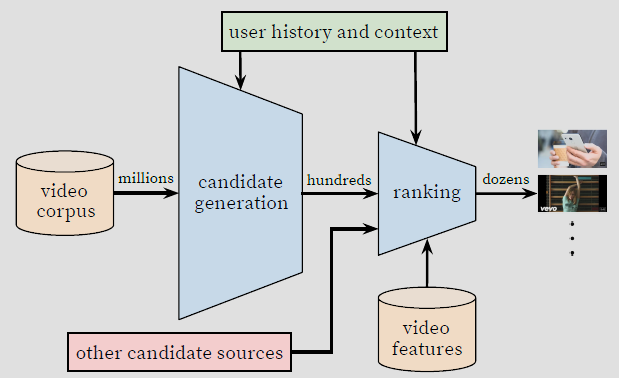 user history and context
millions
video
corpus
candidate
generation
hundreds
ranking
dozens
vevo
other candidate sources
video
features